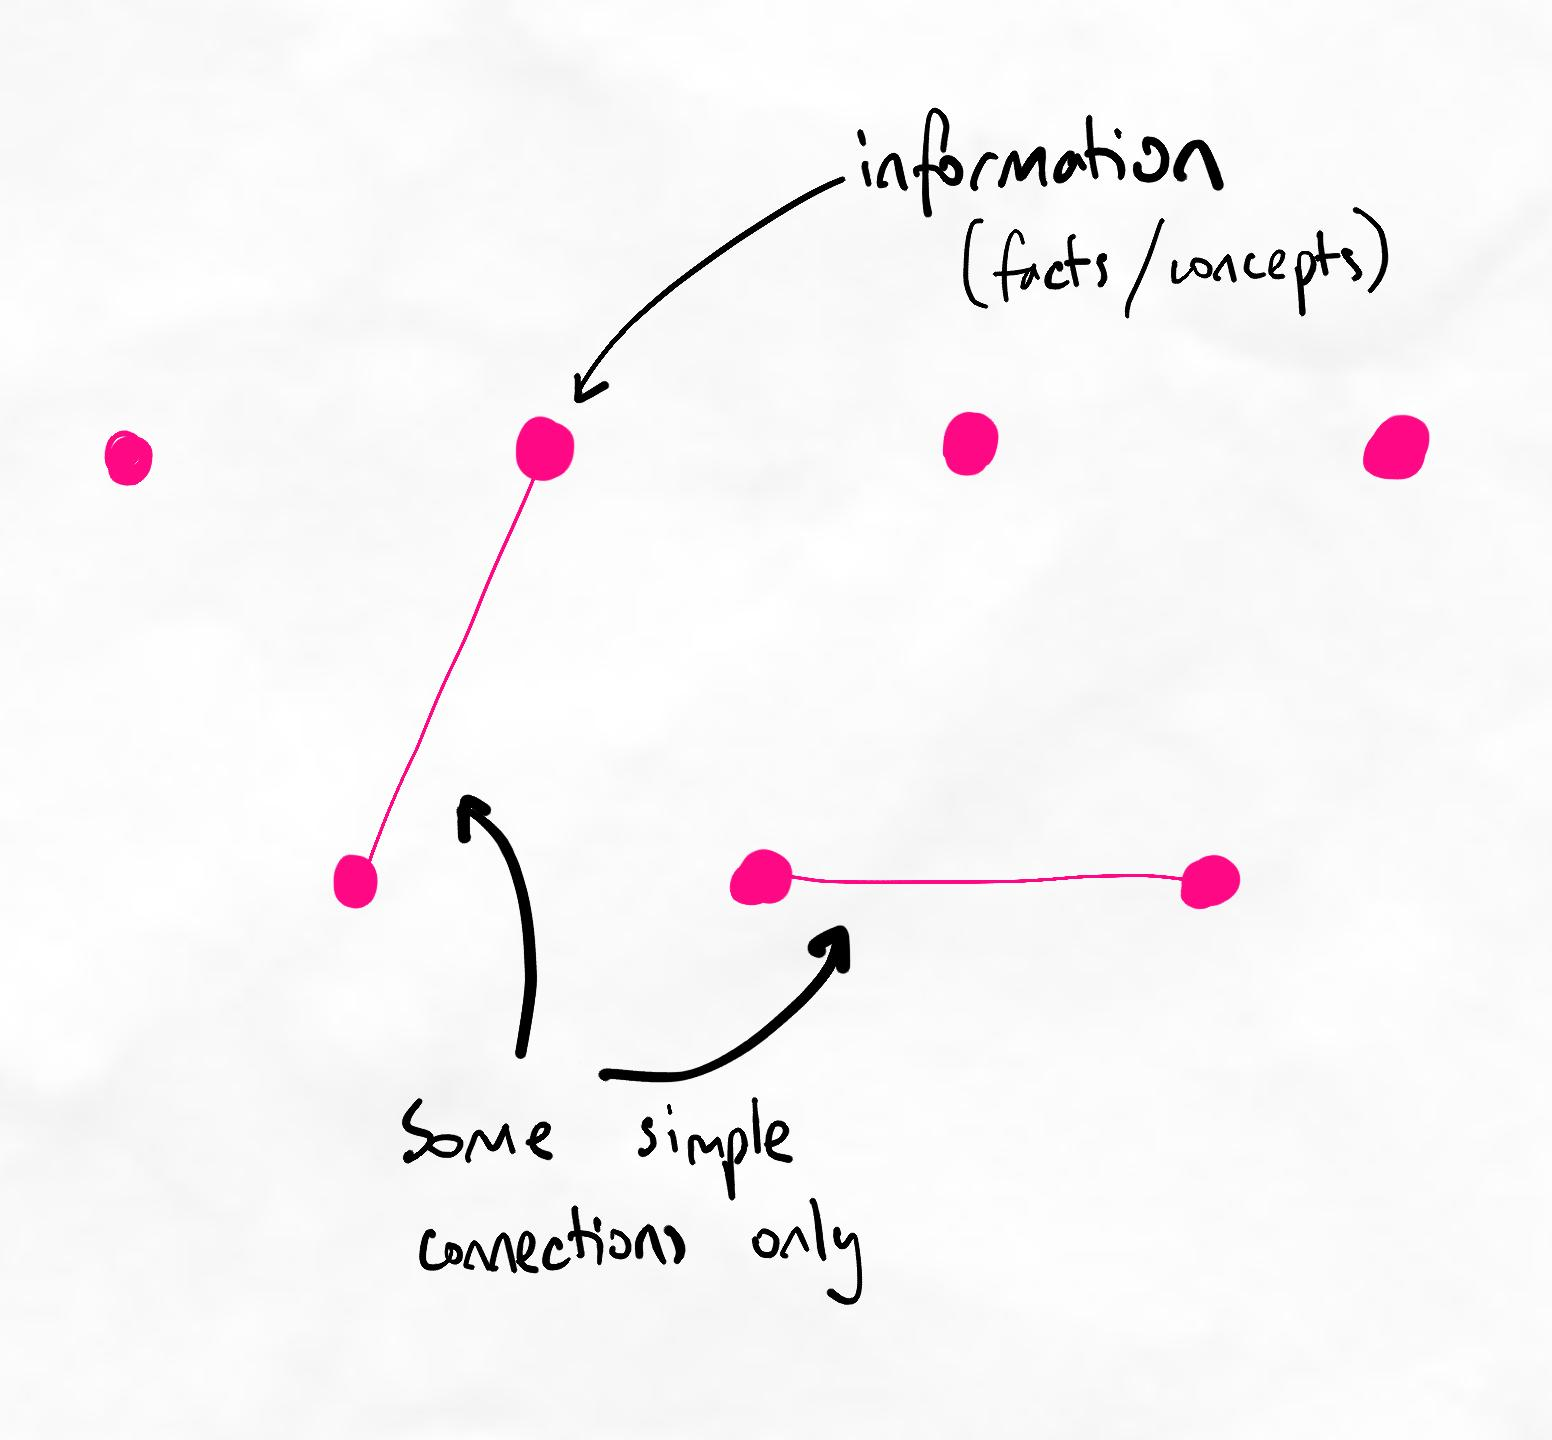 information
(facts/concepts)
Some simple
connections only